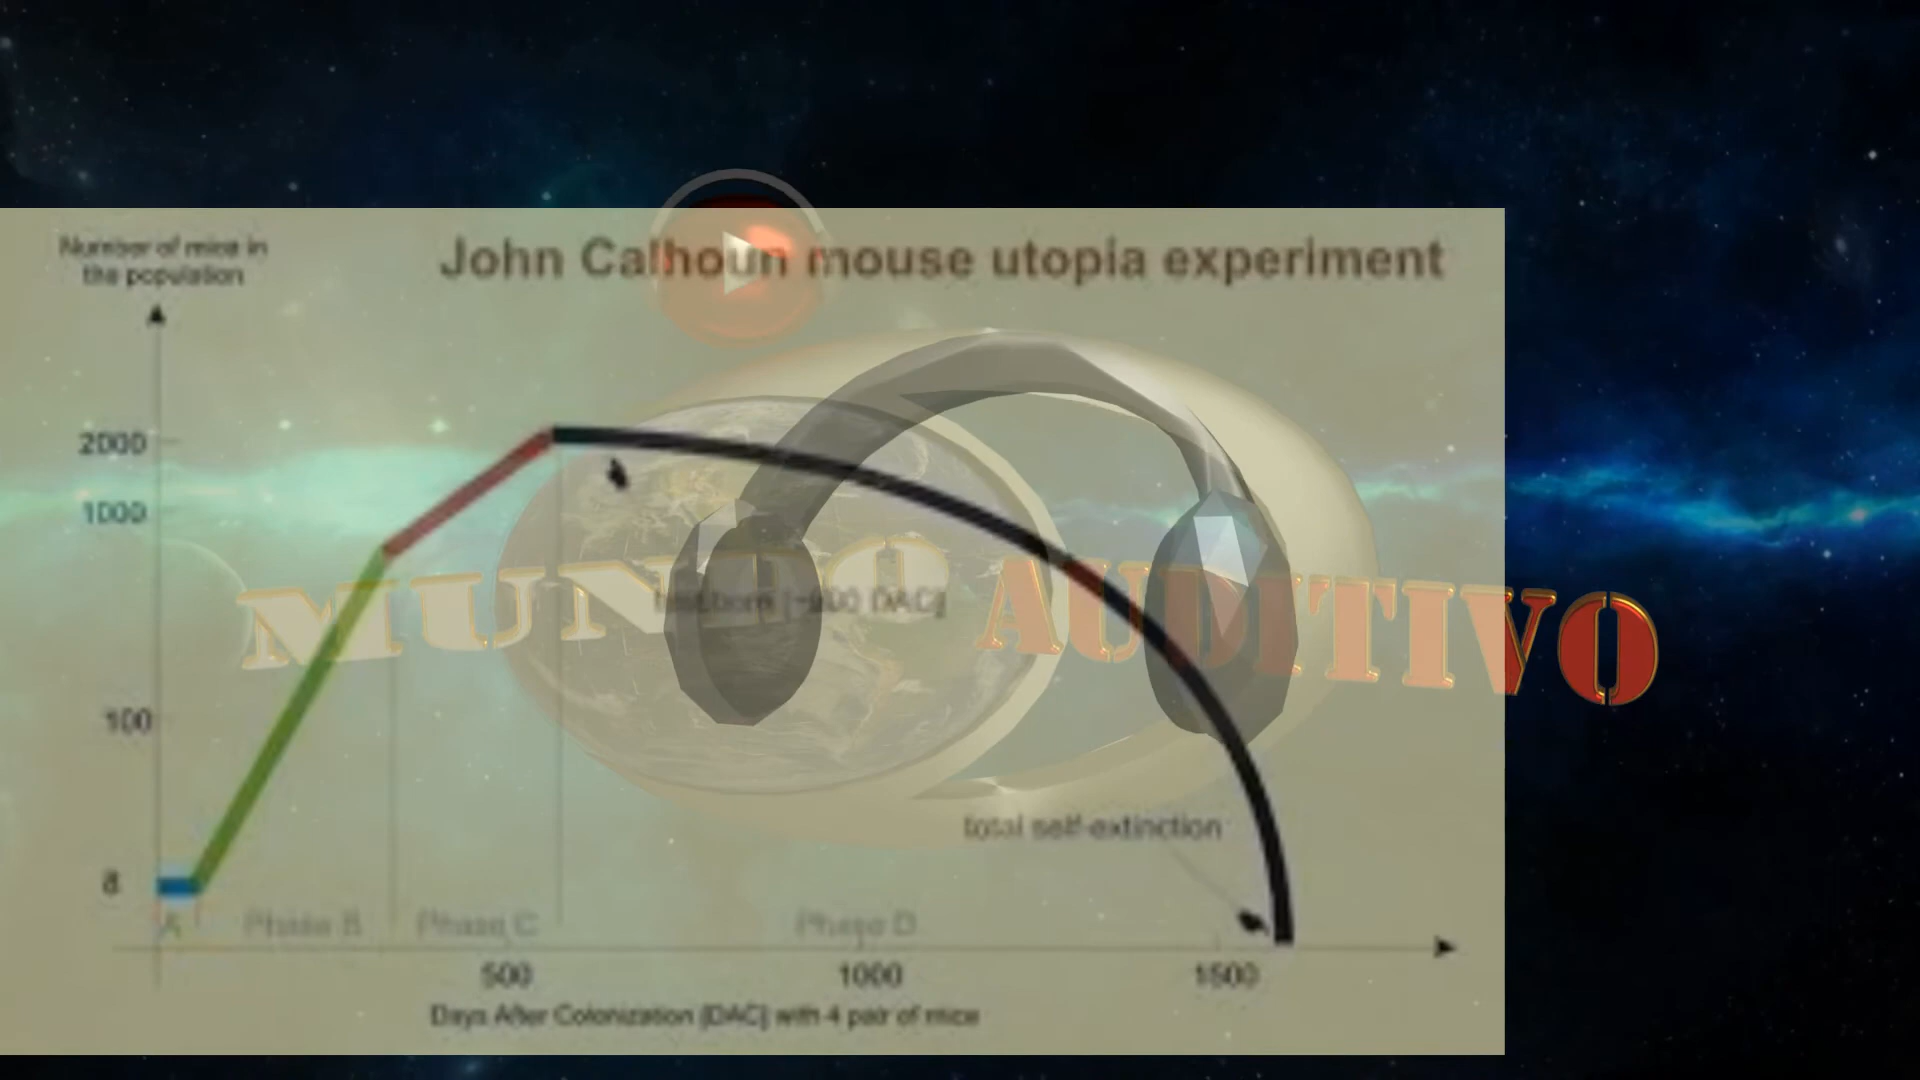 Number of mice in
the population
John Calhoun mouse utopia experiment
2000
1000
MUNDO AUDITIVO
100
total self-extinction
8
A
Phase B
Phase C
Phase D
500
1000
1500
Days After Colonization [DAC] with 4 pair of mice